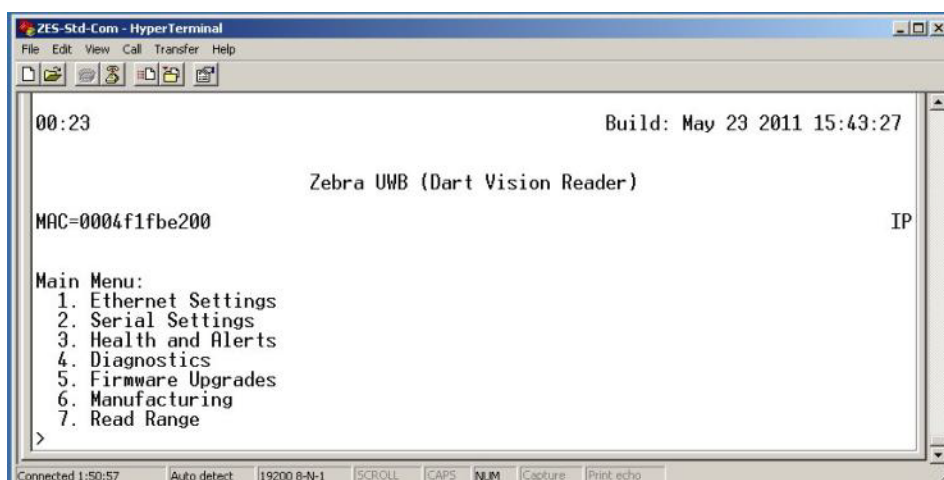 ZES-Std-Com - HyperTerminal
File Edit View Call Transfer Help
00:23 Build: May 23 2011 15:43:27
Zebra UWB (Dart Vision Reader)
MAC=0004f1fbe200 IP
Main Menu:
1. Ethernet Settings
2. Serial Settings
3. Health and Alerts
4. Diagnostics
5. Firmware Upgrades
6. Manufacturing
7. Read Range
>
Connected 1:50:57 Auto detect 19200 8-N-1 SCROLL CAPS NUM Capture Print echo